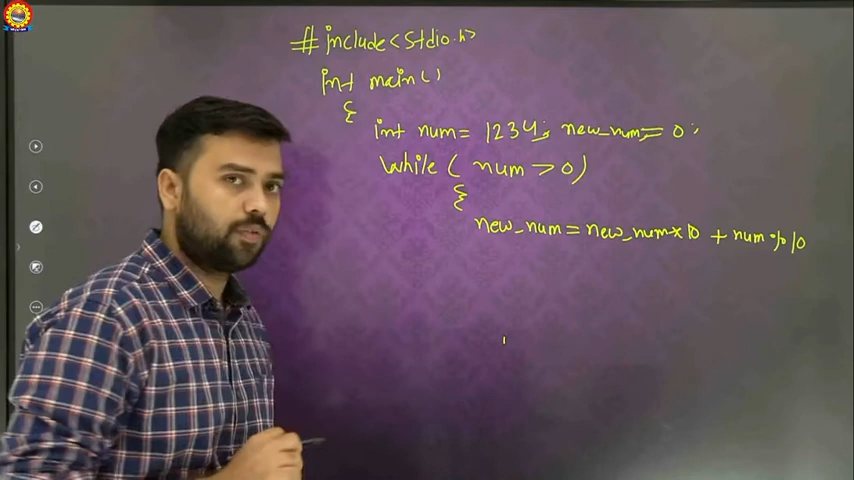 #include<stdio.h>
int main()
{
int num= 1234; new_num= 0;
while( num >0)
{
new_num= new_num×10 +num%10